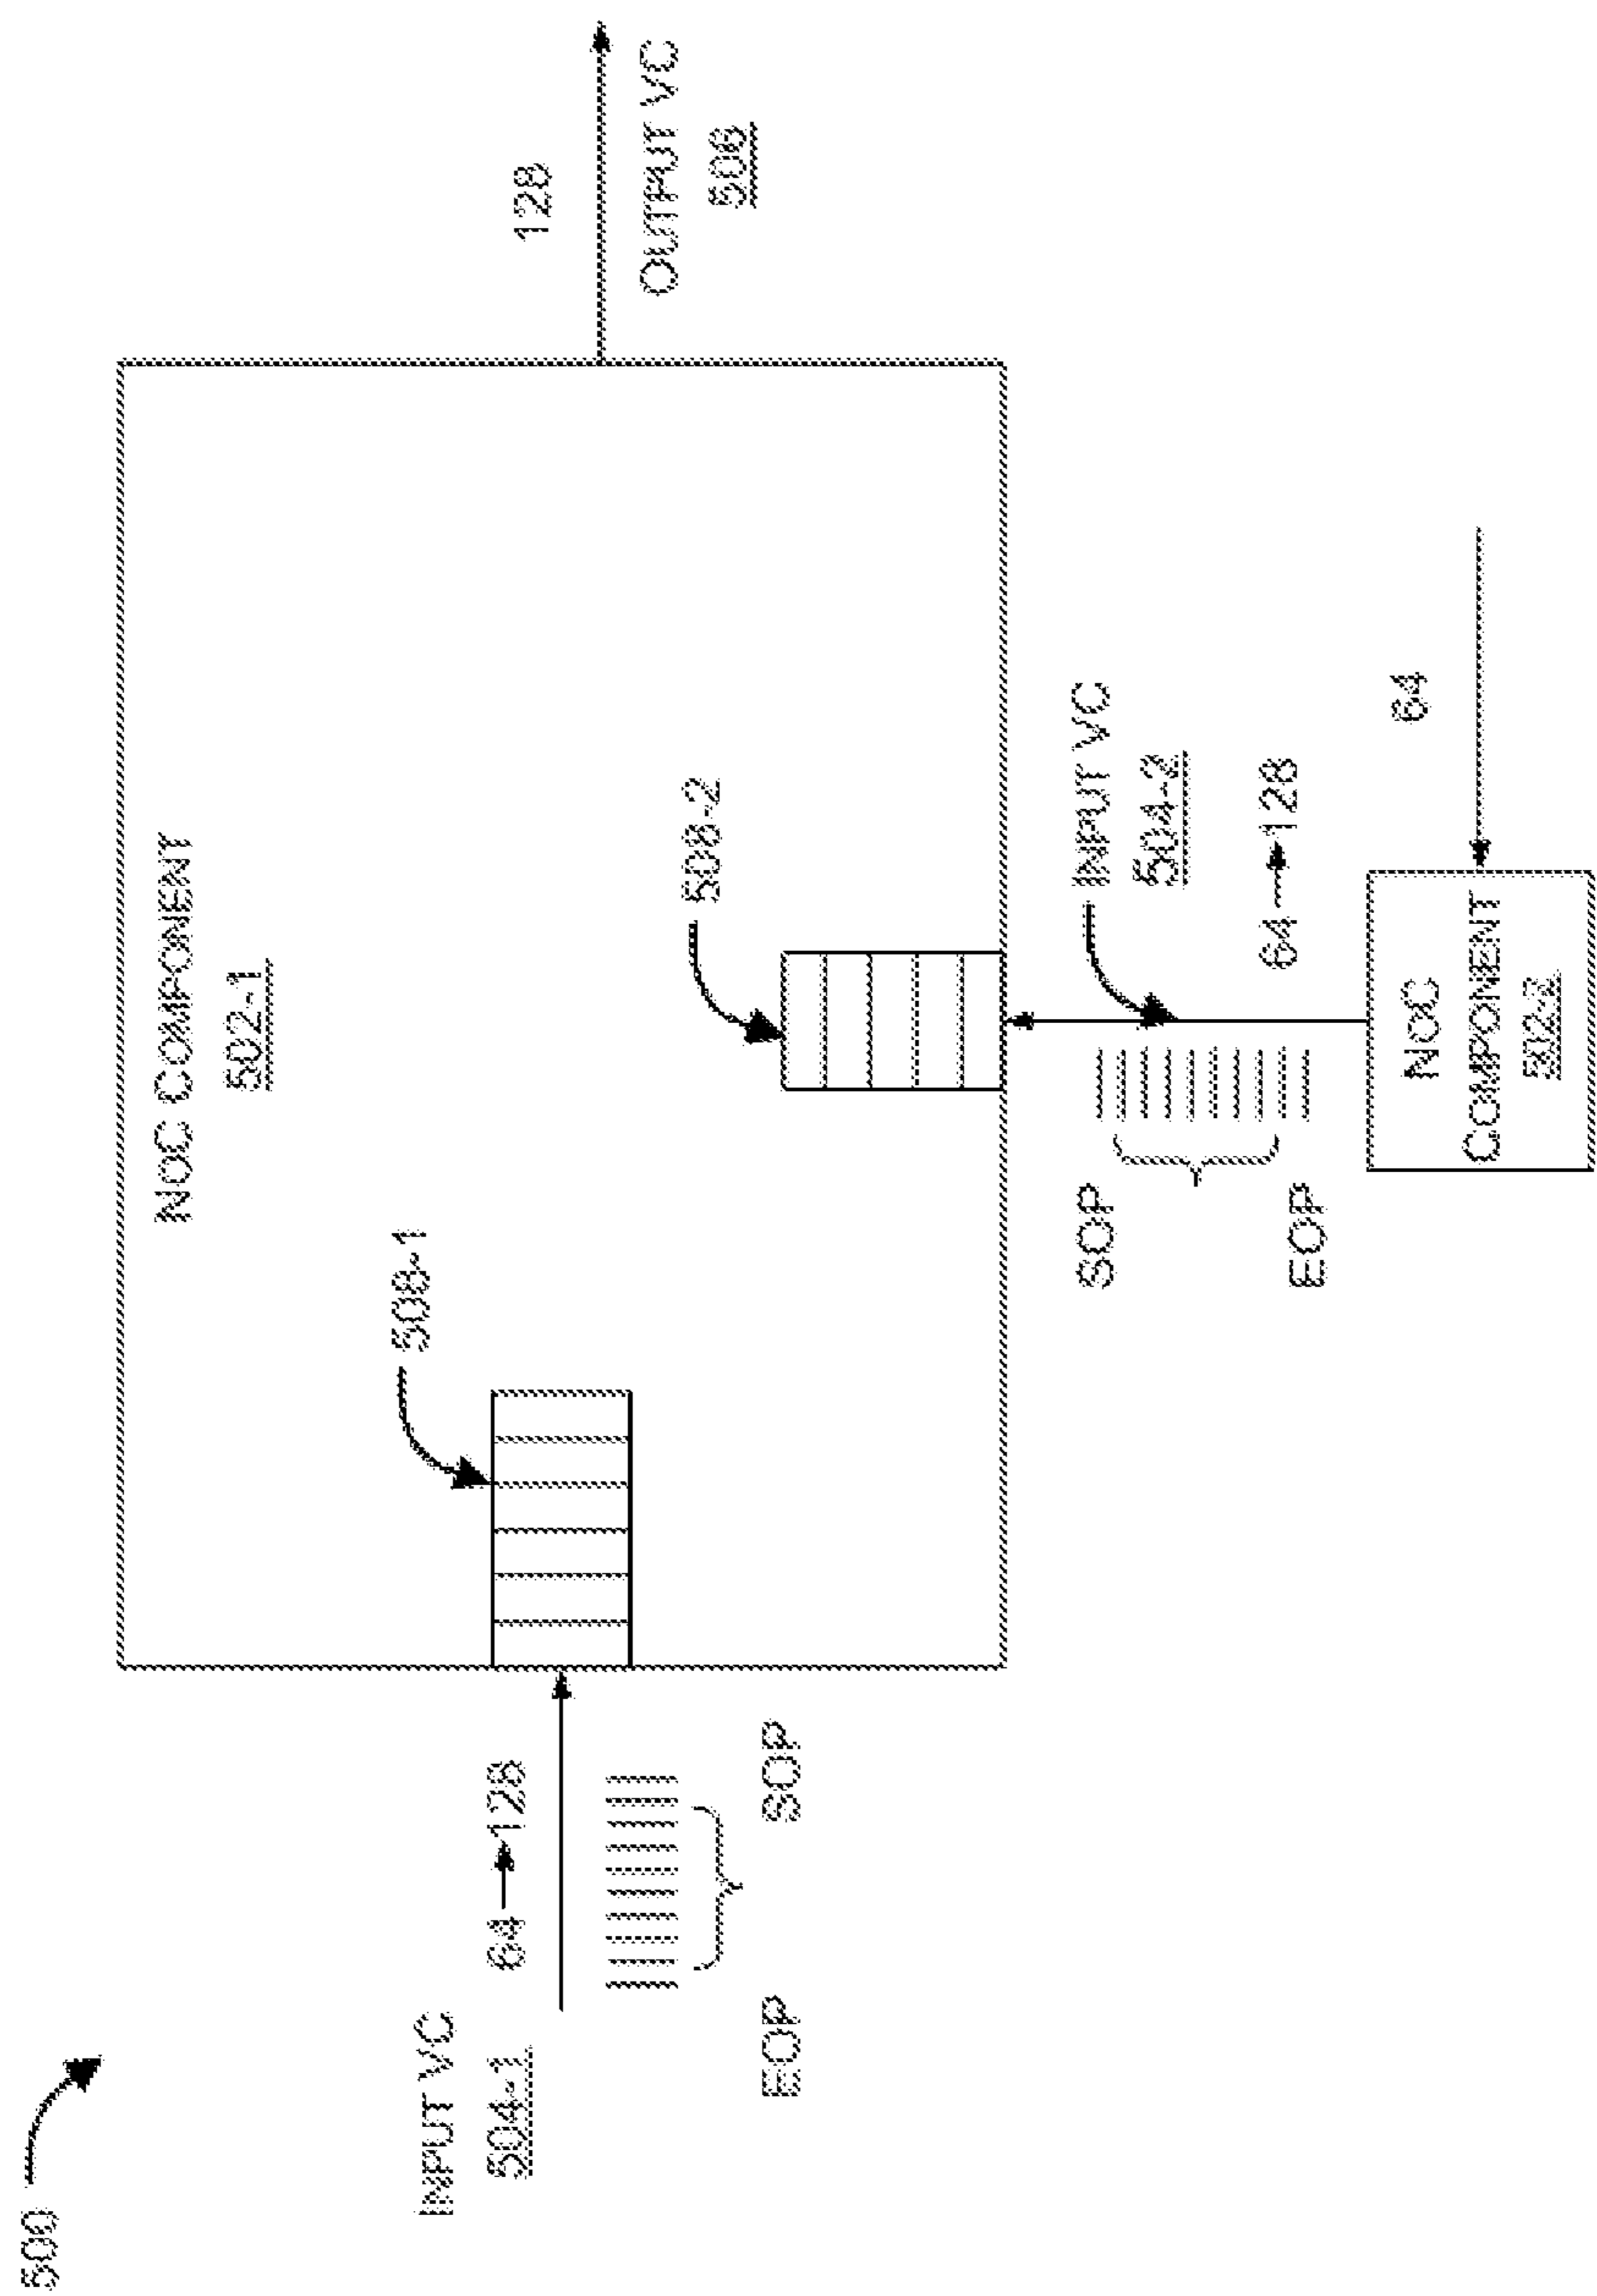 500
NOC COMPONENT
502-1
508-1
508-2
128
OUTPUT VC
506
INPUT VC
504-1
64 128
EOP
SOP
SOP
EOP
INPUT VC
504-2
64 128
NOC
COMPONENT
502-2
64